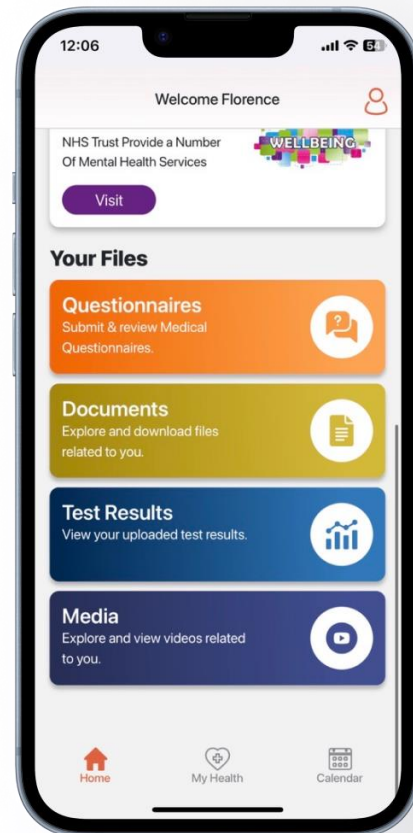 12:06
54
Welcome Florence
NHS Trust Provide a Number
Of Mental Health Services
WELLBEING
Visit
Your Files
Questionnaires
Submit & review Medical
Questionnaires.
?
Documents
Explore and download files
related to you.
Test Results
View your uploaded test results.
Media
Explore and view videos related
to you.
Home
My Health
Calendar